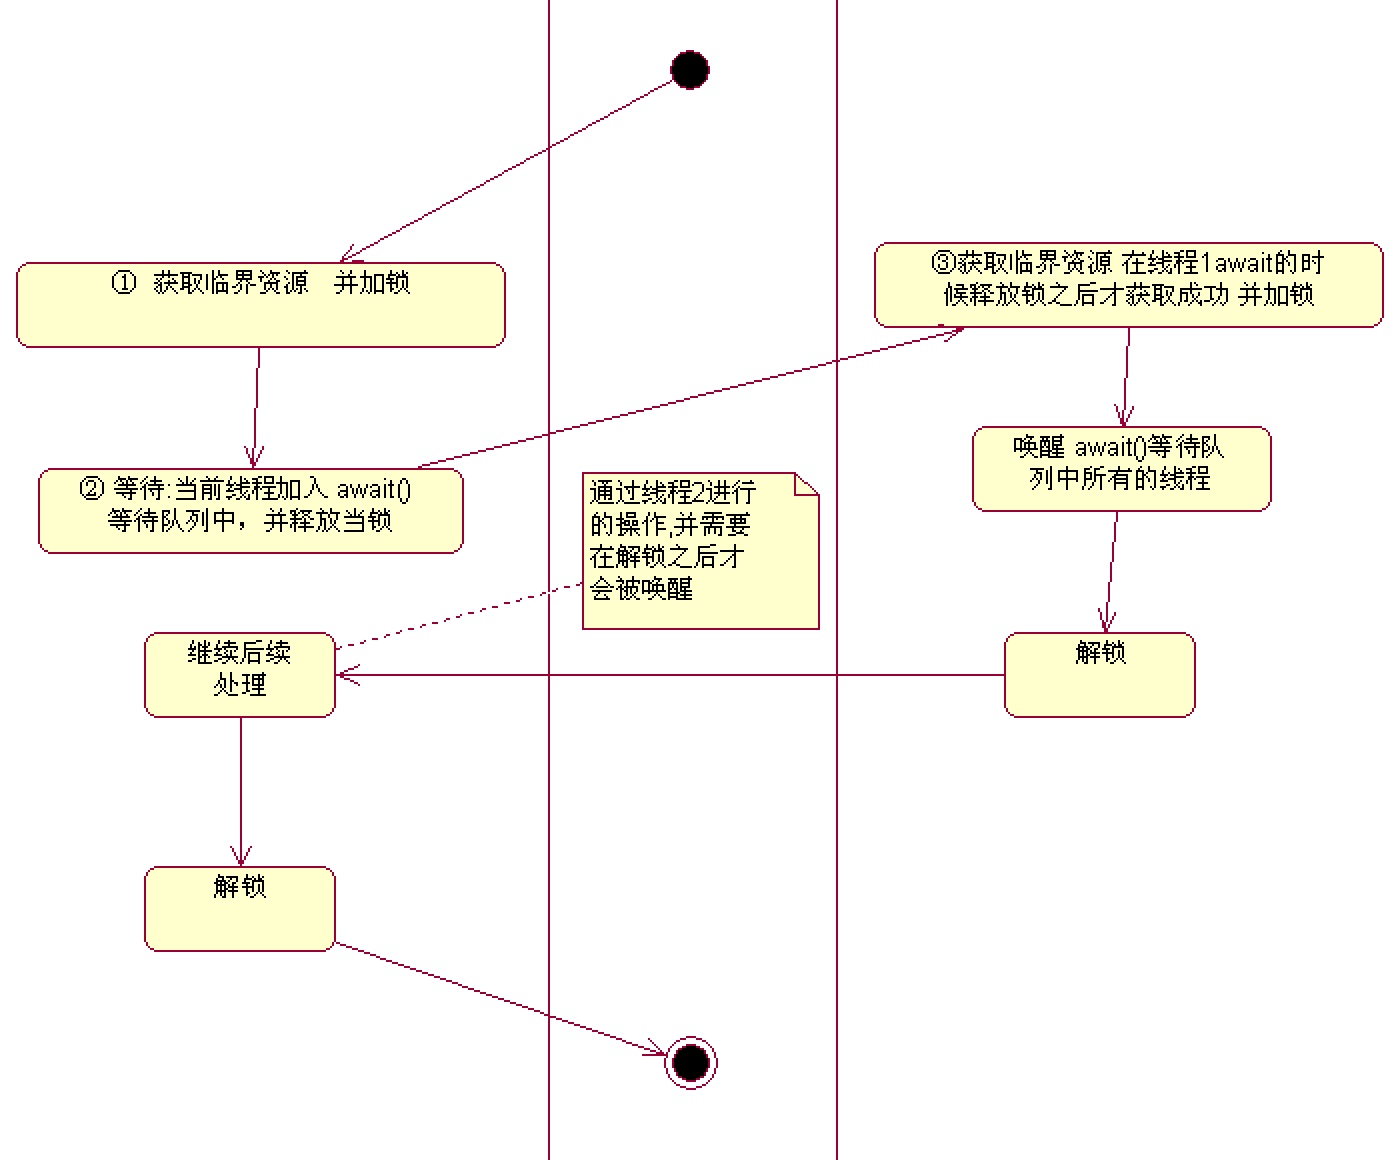 ① 获取临界资源 并加锁
② 等待:当前线程加入 await()
等待队列中，并释放当锁
③获取临界资源 在线程1await的时
候释放锁之后才获取成功 并加锁
唤醒 await()等待队
列中所有的线程
通过线程2进行
的操作,并需要
在解锁之后才
会被唤醒
解锁
继续后续
处理
解锁